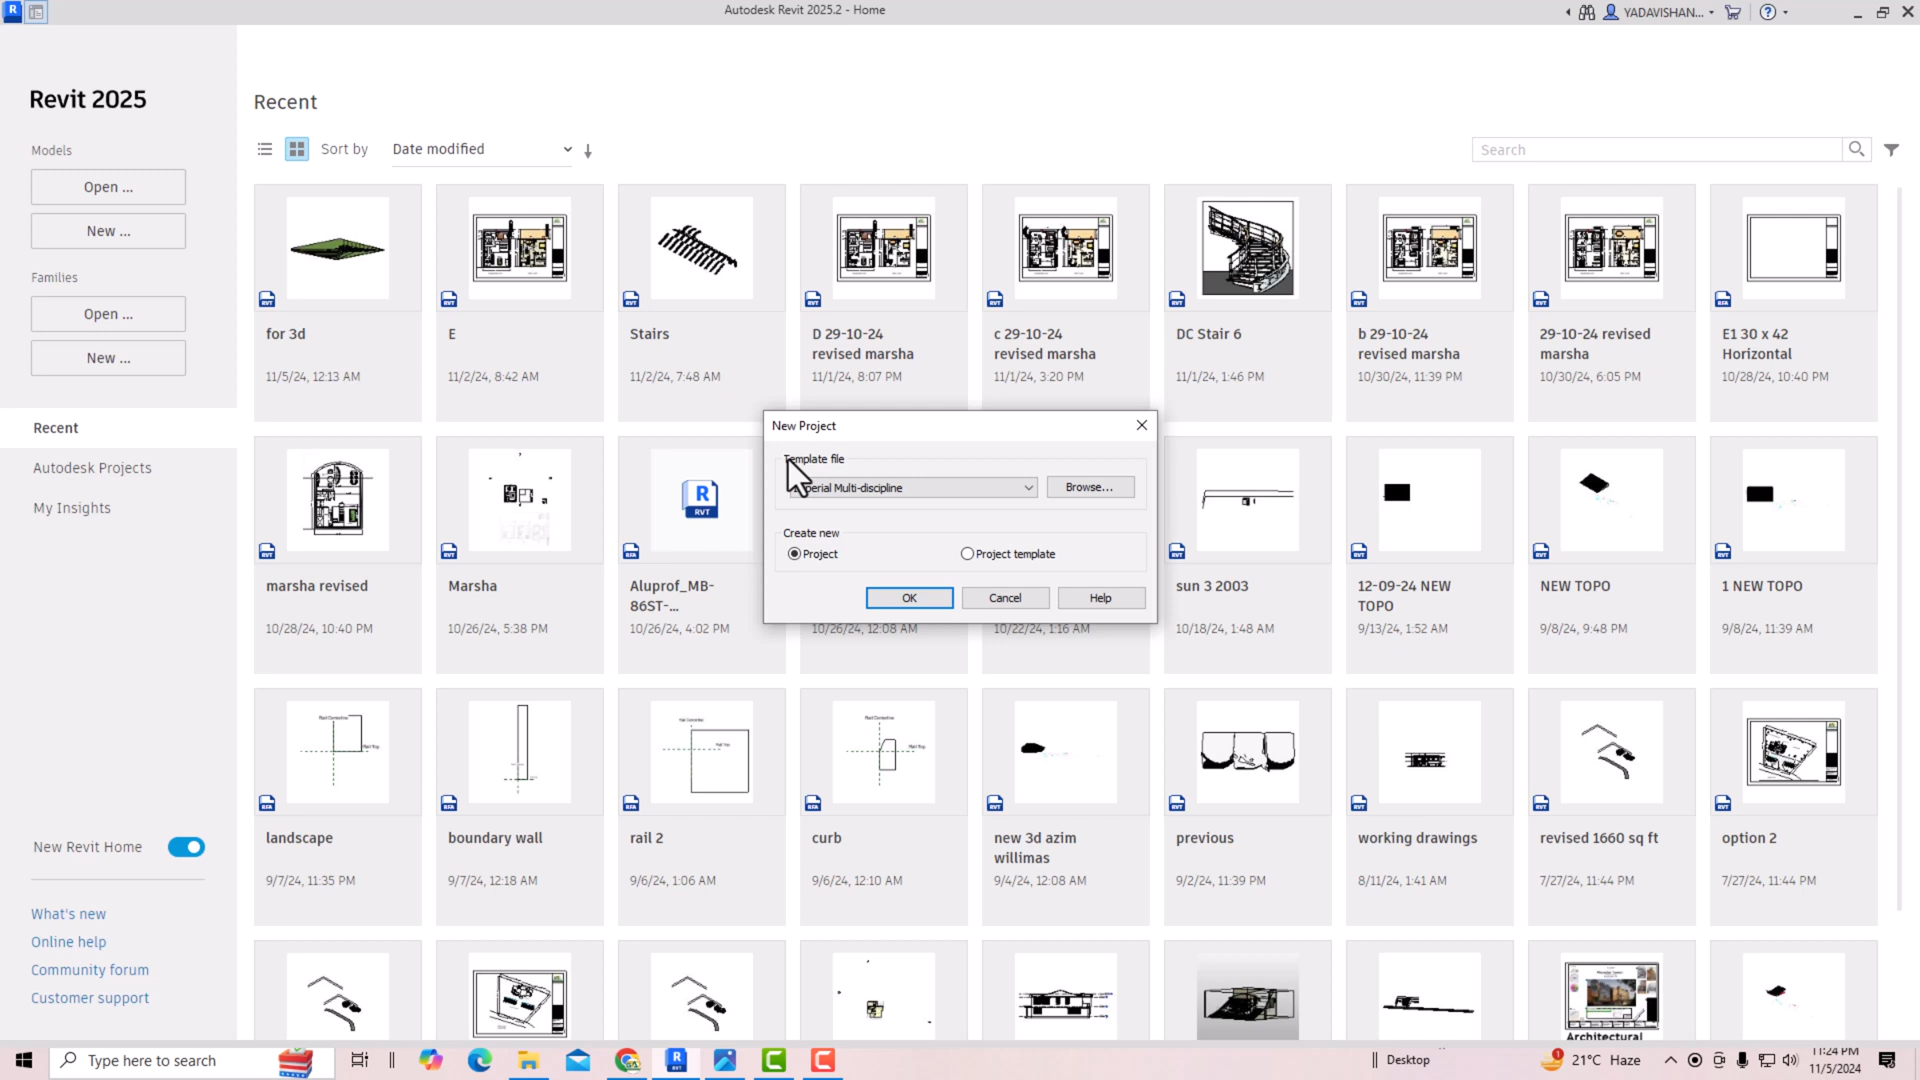 Autodesk Revit 2025.2 - Home
YADAVISHAN...
Revit 2025
Models
Open ...
New ...
Families
Open ...
New ...
Recent
Autodesk Projects
My Insights
New Revit Home
What's new
Online help
Community forum
Customer support
Recent
Sort by
Date modified
Search
for 3d
11/5/24, 12:13 AM
E
11/2/24, 8:42 AM
Stairs
11/2/24, 7:48 AM
D 29-10-24
revised marsha
11/1/24, 8:07 PM
c 29-10-24
revised marsha
11/1/24, 3:20 PM
DC Stair 6
11/1/24, 1:46 PM
b 29-10-24
revised marsha
10/30/24, 11:39 PM
29-10-24 revised
marsha
10/30/24, 6:05 PM
E1 30 x 42
Horizontal
10/28/24, 10:40 PM
marsha revised
10/28/24, 10:40 PM
Marsha
10/26/24, 5:38 PM
R
RVT
Aluprof_MB-
86ST-...
10/26/24, 4:02 PM
10/26/24, 12:08 AM
10/22/24, 1:16 AM
sun 3 2003
10/18/24, 1:48 AM
12-09-24 NEW
TOPO
9/13/24, 1:52 AM
NEW TOPO
9/8/24, 9:48 PM
1 NEW TOPO
9/8/24, 11:39 AM
New Project
Template file
erial Multi-discipline
Browse...
Create new
Project
Project template
OK
Cancel
Help
landscape
9/7/24, 11:35 PM
boundary wall
9/7/24, 12:18 AM
rail 2
9/6/24, 1:06 AM
curb
9/6/24, 12:10 AM
new 3d azim
willimas
9/4/24, 12:08 AM
previous
9/2/24, 11:39 PM
working drawings
8/11/24, 1:41 AM
revised 1660 sq ft
7/27/24, 11:44 PM
option 2
7/27/24, 11:44 PM
Architectural
Type here to search
Desktop
21°C Haze
11:24 PM
11/5/2024